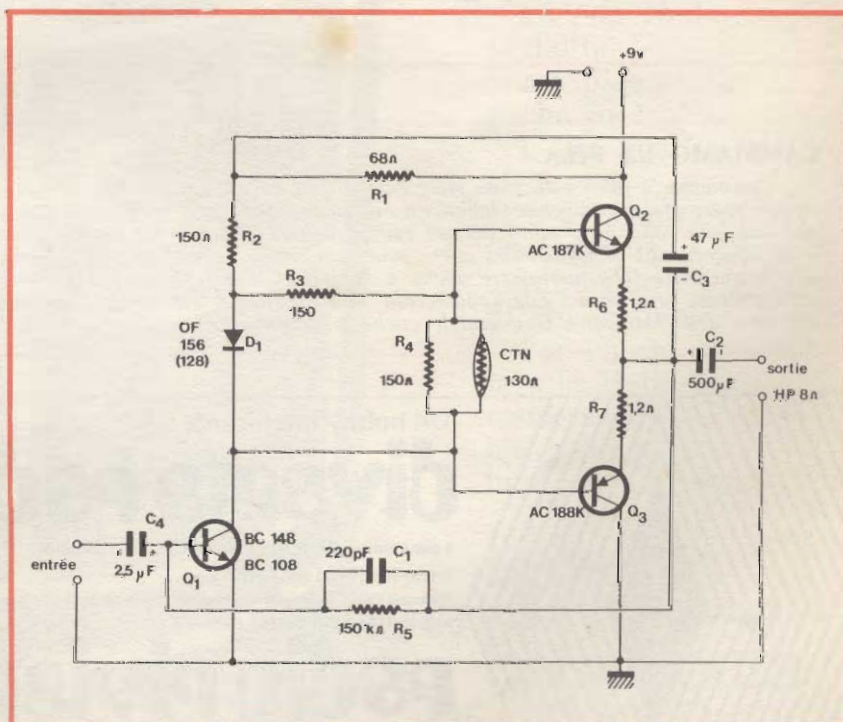 +9v
68Ω
R1
Q2
AC 187K
47 µF
C3
150Ω
R2
R3
150
R6
1,2Ω
OF
156
(128)
D1
R4
150Ω
CTN
130Ω
C2
500µF
sortie
HP 8Ω
R7
1,2Ω
AC 188K
Q3
C4
2,5 µF
entrée
Q1
BC 148
BC 108
220pF
C1
150 kΩ
R5